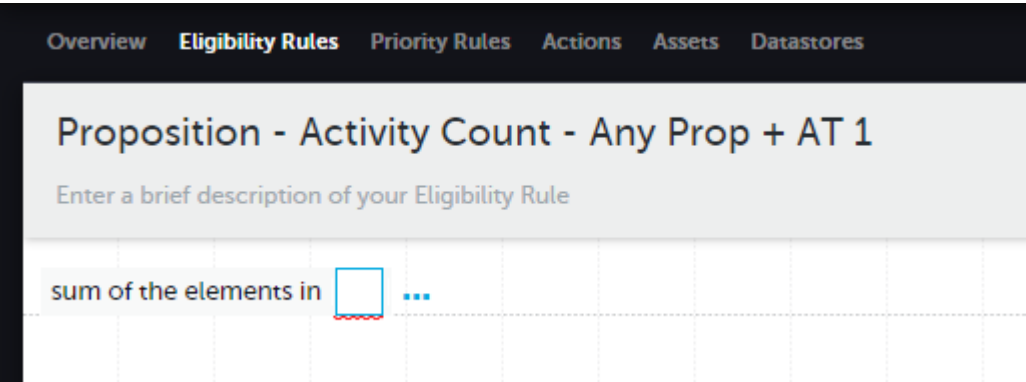 Overview Eligibility Rules Priority Rules Actions Assets Datastores
Proposition - Activity Count - Any Prop + AT 1
Enter a brief description of your Eligibility Rule
sum of the elements in ...